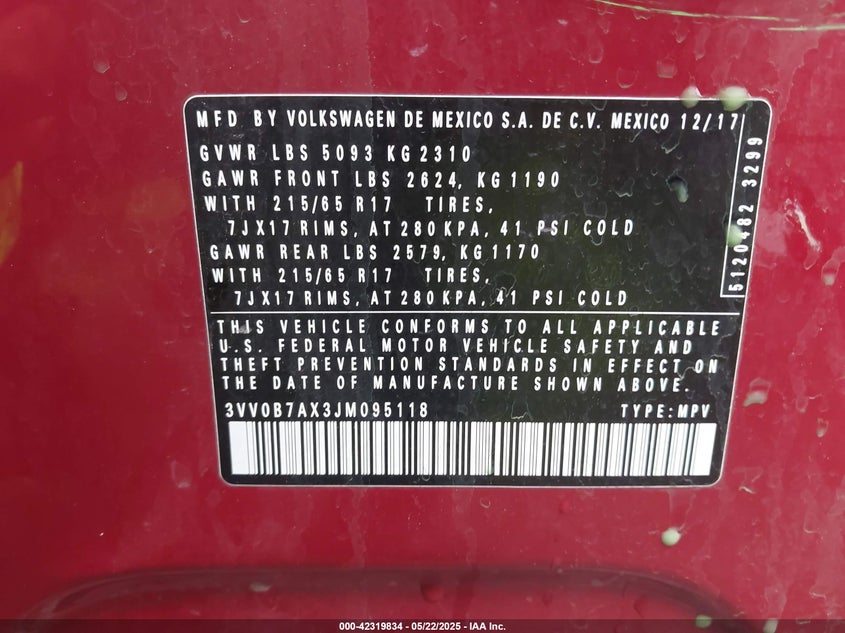 MFD BY VOLKSWAGEN DE MEXICO S.A. DE C.V. MEXICO 12/17
GVWR LBS 5093 KG 2310
GAWR FRONT LBS 2624, KG 1190
WITH 215/65 R17 TIRES,
7JX17 RIMS, AT 280 KPA, 41 PSI COLD
GAWR REAR LBS 2579, KG 1170
WITH 215/65 R17 TIRES,
7JX17 RIMS, AT 280 KPA, 41 PSI COLD
5120482 3299
THIS VEHICLE CONFORMS TO ALL APPLICABLE
U.S. FEDERAL MOTOR VEHICLE SAFETY AND
THEFT PREVENTION STANDARDS IN EFFECT ON
THE DATE OF MANUFACTURE SHOWN ABOVE.
3VV0B7AX3JM095118 TYPE: MPV
000-42319834 - 05/22/2025 - IAA Inc.